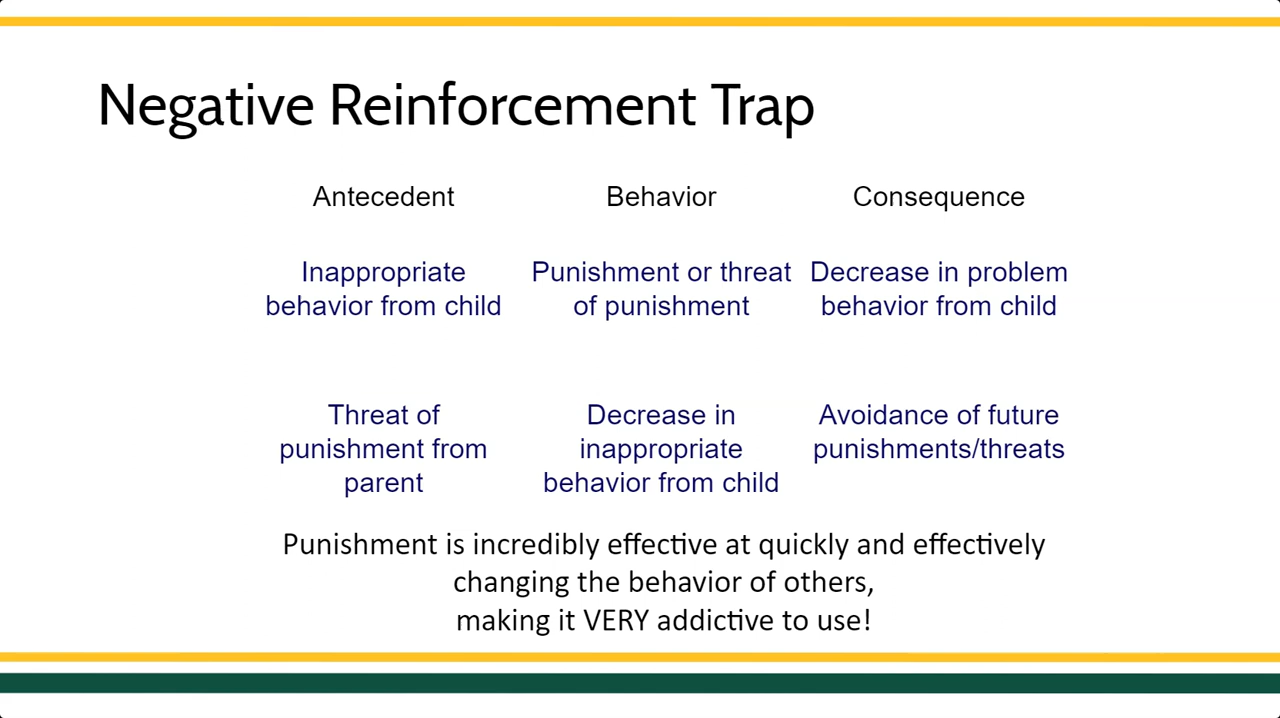 Negative Reinforcement Trap
Antecedent
Behavior
Consequence
Inappropriate
behavior from child
Punishment or threat
of punishment
Decrease in problem
behavior from child
Threat of
punishment from
parent
Decrease in
inappropriate
behavior from child
Avoidance of future
punishments/threats
Punishment is incredibly effective at quickly and effectively
changing the behavior of others,
making it VERY addictive to use!